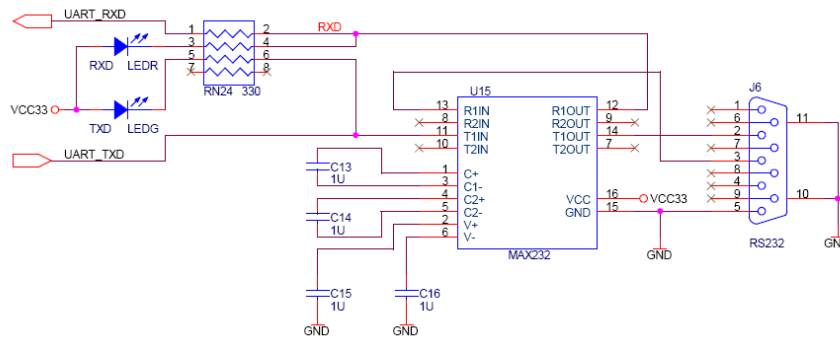 UART_RXD
RXD
1 2
3 4
5 6
7 8
RXD LEDR
RN24 330
VCC33
TXD LEDG
UART_TXD
U15
13 R1IN R1OUT 12
8 R2IN R2OUT 9
11 T1IN T1OUT 14
10 T2IN T2OUT 7
1 C+
3 C1-
4 C2+ VCC 16 VCC33
5 C2- GND 15
2 V+
6 V-
MAX232
GND
C13
1U
C14
1U
C15
1U
GND
C16
1U
GND
J6
1
6
2
7
3
8
4
9
5
11
10
RS232
GN